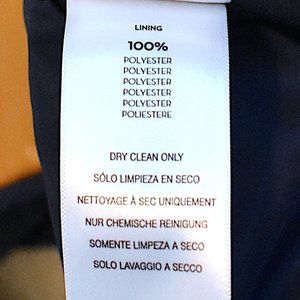 LINING
100%
POLYESTER
POLYESTER
POLYESTER
POLYESTER
POLYESTER
POLIESTERE
DRY CLEAN ONLY
SÓLO LIMPIEZA EN SECO
NETTOYAGE À SEC UNIQUEMENT
NUR CHEMISCHE REINIGUNG
SOMENTE LIMPEZA A SECO
SOLO LAVAGGIO A SECCO